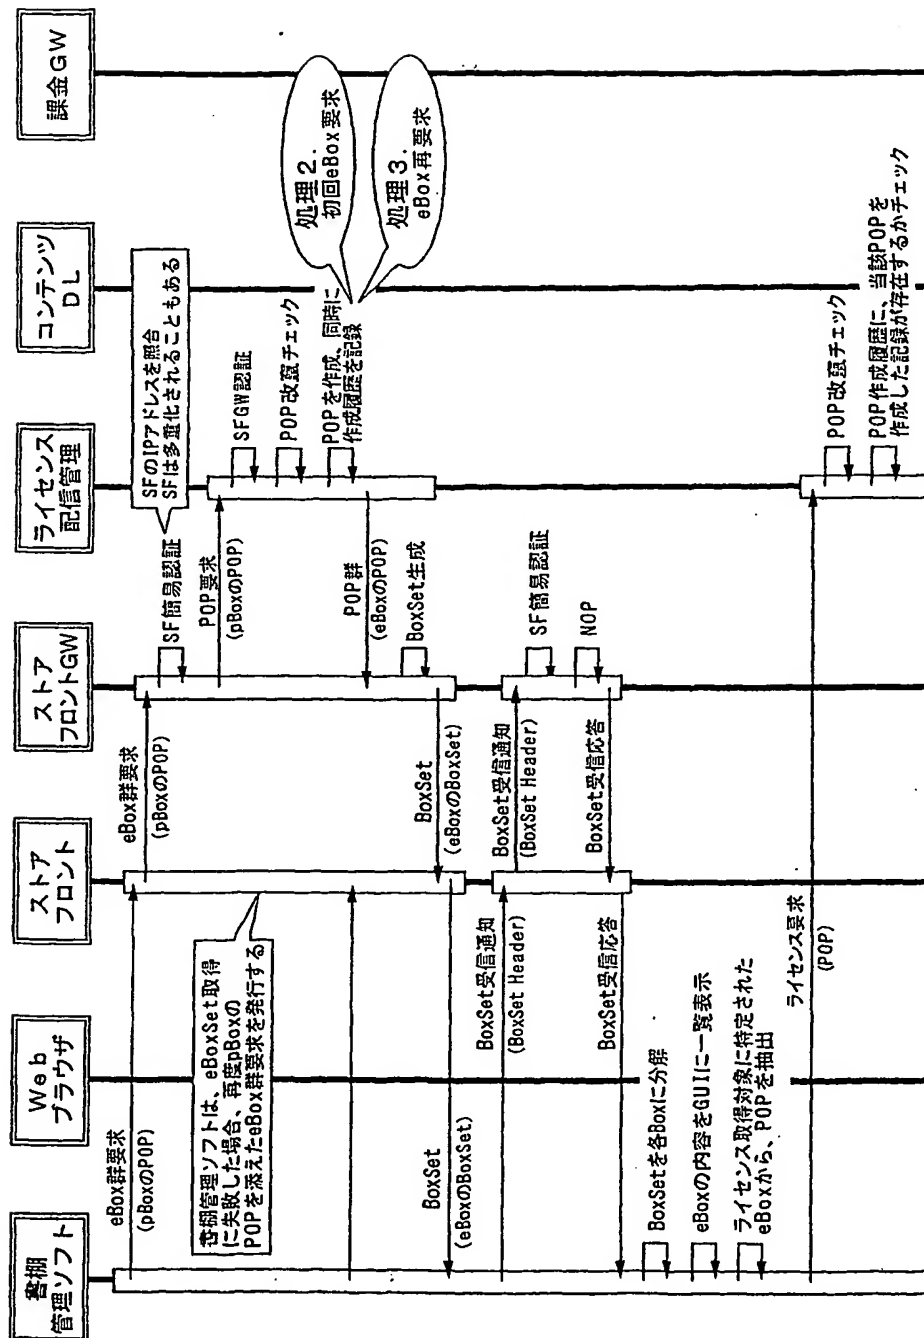 書棚
管理ソフト
Web
ブラウザ
ストア
フロント
ストア
フロントGW
ライセンス
配信管理
コンテンツ
DL
課金GW
eBox群要求
(pBoxのPOP)
eBox群要求
(pBoxのPOP)
SF簡易認証
SFのIPアドレスを照合
SFは多重化されることもある
POP要求
(pBoxのPOP)
SFGW認証
POP改竄チェック
POPを作成、同時に
作成履歴を記録
処理2.
初回eBox要求
処理3.
eBox再要求
書棚管理ソフトは、eBoxSet取得
に失敗した場合、再度pBoxの
POPを添えたeBox群要求を発行する
POP群
(eBoxのPOP)
BoxSet生成
BoxSet
(eBoxのBoxSet)
BoxSet
(eBoxのBoxSet)
BoxSet受信通知
(BoxSet Header)
BoxSet受信通知
(BoxSet Header)
SF簡易認証
NOP
BoxSet受信応答
BoxSet受信応答
BoxSetを各Boxに分解
eBoxの内容をGUIに一覧表示
ライセンス取得対象に特定された
eBoxから、POPを抽出
ライセンス要求
(POP)
POP改竄チェック
POP作成履歴に、当該POPを
作成した記録が存在するかチェック